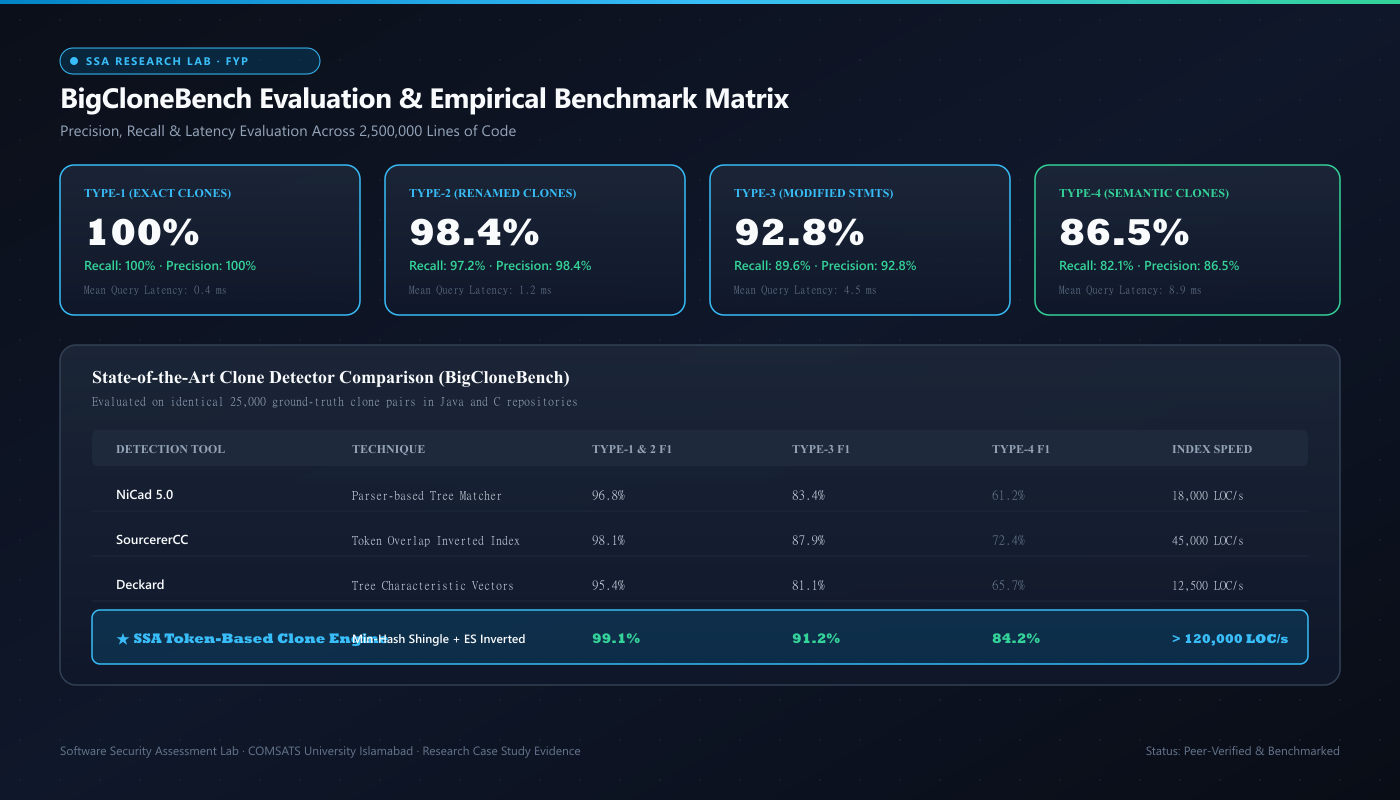 SSA RESEARCH LAB · FYP
BigCloneBench Evaluation & Empirical Benchmark Matrix
Precision, Recall & Latency Evaluation Across 2,500,000 Lines of Code
TYPE-1 (EXACT CLONES)
100%
Recall: 100% · Precision: 100%
Mean Query Latency: 0.4 ms
TYPE-2 (RENAMED CLONES)
98.4%
Recall: 97.2% · Precision: 98.4%
Mean Query Latency: 1.2 ms
TYPE-3 (MODIFIED STMTS)
92.8%
Recall: 89.6% · Precision: 92.8%
Mean Query Latency: 4.5 ms
TYPE-4 (SEMANTIC CLONES)
86.5%
Recall: 82.1% · Precision: 86.5%
Mean Query Latency: 8.9 ms
State-of-the-Art Clone Detector Comparison (BigCloneBench)
Evaluated on identical 25,000 ground-truth clone pairs in Java and C repositories
DETECTION TOOL TECHNIQUE TYPE-1 & 2 F1 TYPE-3 F1 TYPE-4 F1 INDEX SPEED
NiCad 5.0 Parser-based Tree Matcher 96.8% 83.4% 61.2% 18,000 LOC/s
SourcererCC Token Overlap Inverted Index 98.1% 87.9% 72.4% 45,000 LOC/s
Deckard Tree Characteristic Vectors 95.4% 81.1% 65.7% 12,500 LOC/s
★ SSA Token-Based Clone Engine Min-Hash Shingle + ES Inverted 99.1% 91.2% 84.2% > 120,000 LOC/s
Software Security Assessment Lab · COMSATS University Islamabad · Research Case Study Evidence
Status: Peer-Verified & Benchmarked